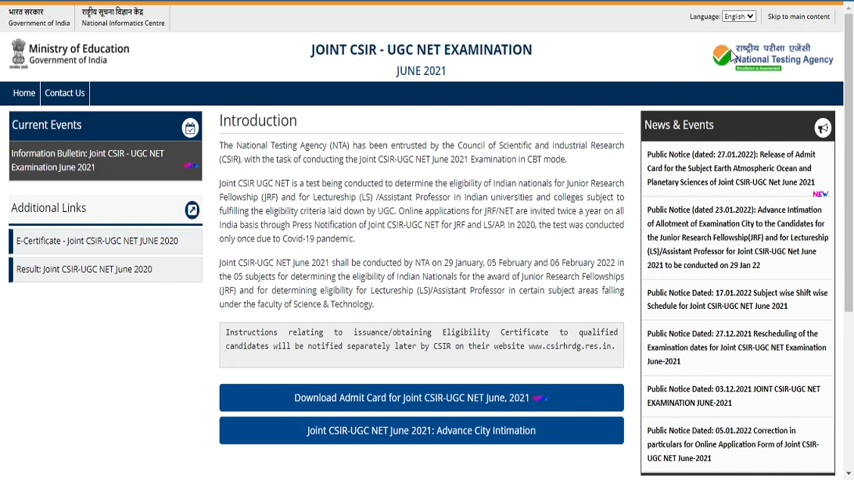 भारत सरकार
Government of India
राष्ट्रीय सूचना विज्ञान केंद्र
National Informatics Centre
Language: English
Skip to main content
Ministry of Education
Government of India
JOINT CSIR - UGC NET EXAMINATION
JUNE 2021
राष्ट्रीय परीक्षा एजेंसी
National Testing Agency
Excellence in Assessment
Home
Contact Us
Current Events
Information Bulletin: Joint CSIR - UGC NET
Examination June 2021
Additional Links
E-Certificate - Joint CSIR-UGC NET JUNE 2020
Result: Joint CSIR-UGC NET June 2020
Introduction
The National Testing Agency (NTA) has been entrusted by the Council of Scientific and Industrial Research
(CSIR), with the task of conducting the Joint CSIR-UGC NET June 2021 Examination in CBT mode.
Joint CSIR UGC NET is a test being conducted to determine the eligibility of Indian nationals for Junior Research
Fellowship (JRF) and for Lectureship (LS) /Assistant Professor in Indian universities and colleges subject to
fulfilling the eligibility criteria laid down by UGC. Online applications for JRF/NET are invited twice a year on all
India basis through Press Notification of Joint CSIR-UGC NET for JRF and LS/AP. In 2020, the test was conducted
only once due to Covid-19 pandemic.
Joint CSIR-UGC NET June 2021 shall be conducted by NTA on 29 January, 05 February and 06 February 2022 in
the 05 subjects for determining the eligibility of Indian Nationals for the award of Junior Research Fellowships
(JRF) and for determining eligibility for Lectureship (LS)/Assistant Professor in certain subject areas falling
under the faculty of Science & Technology.
Instructions relating to issuance/obtaining Eligibility Certificate to qualified
candidates will be notified separately later by CSIR on their website www.csirhrdg.res.in.
Download Admit Card for Joint CSIR-UGC NET June, 2021
Joint CSIR-UGC NET June 2021: Advance City Intimation
News & Events
Public Notice (dated: 27.01.2022): Release of Admit
Card for the Subject Earth Atmospheric Ocean and
Planetary Sciences of Joint CSIR-UGC Net June 2021
NEW
Public Notice (dated 23.01.2022): Advance Intimation
of Allotment of Examination City to the Candidates for
the Junior Research Fellowship(JRF) and for Lectureship
(LS)/Assistant Professor for Joint CSIR-UGC NET June
2021 to be conducted on 29 Jan 22
Public Notice Dated: 17.01.2022 Subject wise Shift wise
Schedule for Joint CSIR-UGC NET June 2021
Public Notice Dated: 27.12.2021 Rescheduling of the
Examination dates for Joint CSIR-UGC NET Examination
June-2021
Public Notice Dated: 03.12.2021 JOINT CSIR-UGC NET
EXAMINATION JUNE-2021
Public Notice Dated: 05.01.2022 Correction in
particulars for Online Application Form of Joint CSIR-
UGC NET June-2021